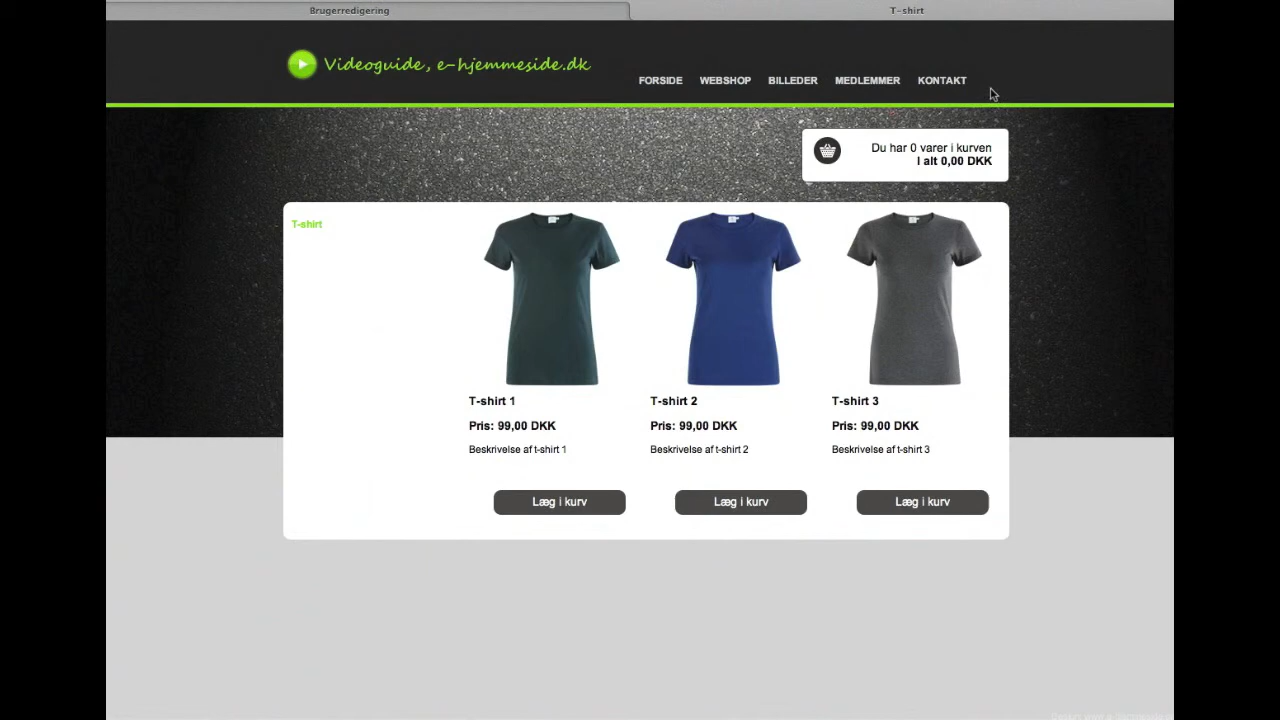 Brugerredigering
T-shirt
Videoguide, e-hjemmeside.dk
FORSIDE
WEBSHOP
BILLEDER
MEDLEMMER
KONTAKT
Du har 0 varer i kurven
I alt 0,00 DKK
T-shirt
T-shirt 1
Pris: 99,00 DKK
Beskrivelse af t-shirt 1
Læg i kurv
T-shirt 2
Pris: 99,00 DKK
Beskrivelse af t-shirt 2
Læg i kurv
T-shirt 3
Pris: 99,00 DKK
Beskrivelse af t-shirt 3
Læg i kurv